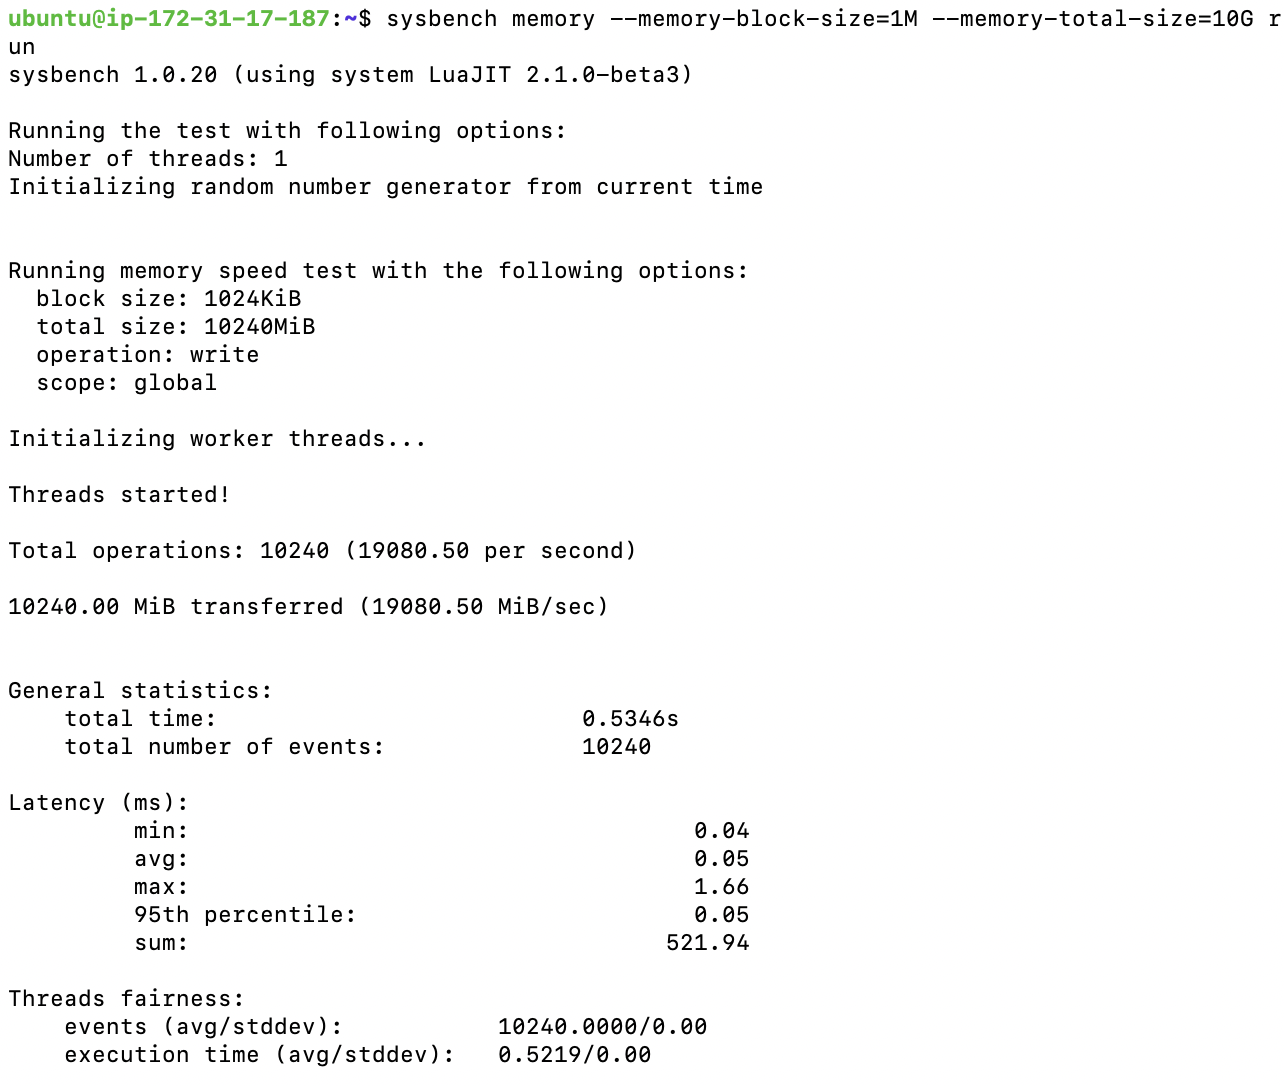 ubuntu@ip-172-31-17-187:~$ sysbench memory --memory-block-size=1M --memory-total-size=10G r
un
sysbench 1.0.20 (using system LuaJIT 2.1.0-beta3)

Running the test with following options:
Number of threads: 1
Initializing random number generator from current time


Running memory speed test with the following options:
  block size: 1024KiB
  total size: 10240MiB
  operation: write
  scope: global

Initializing worker threads...

Threads started!

Total operations: 10240 (19080.50 per second)

10240.00 MiB transferred (19080.50 MiB/sec)


General statistics:
    total time:                          0.5346s
    total number of events:              10240

Latency (ms):
         min:                                    0.04
         avg:                                    0.05
         max:                                    1.66
         95th percentile:                        0.05
         sum:                                  521.94

Threads fairness:
    events (avg/stddev):           10240.0000/0.00
    execution time (avg/stddev):   0.5219/0.00